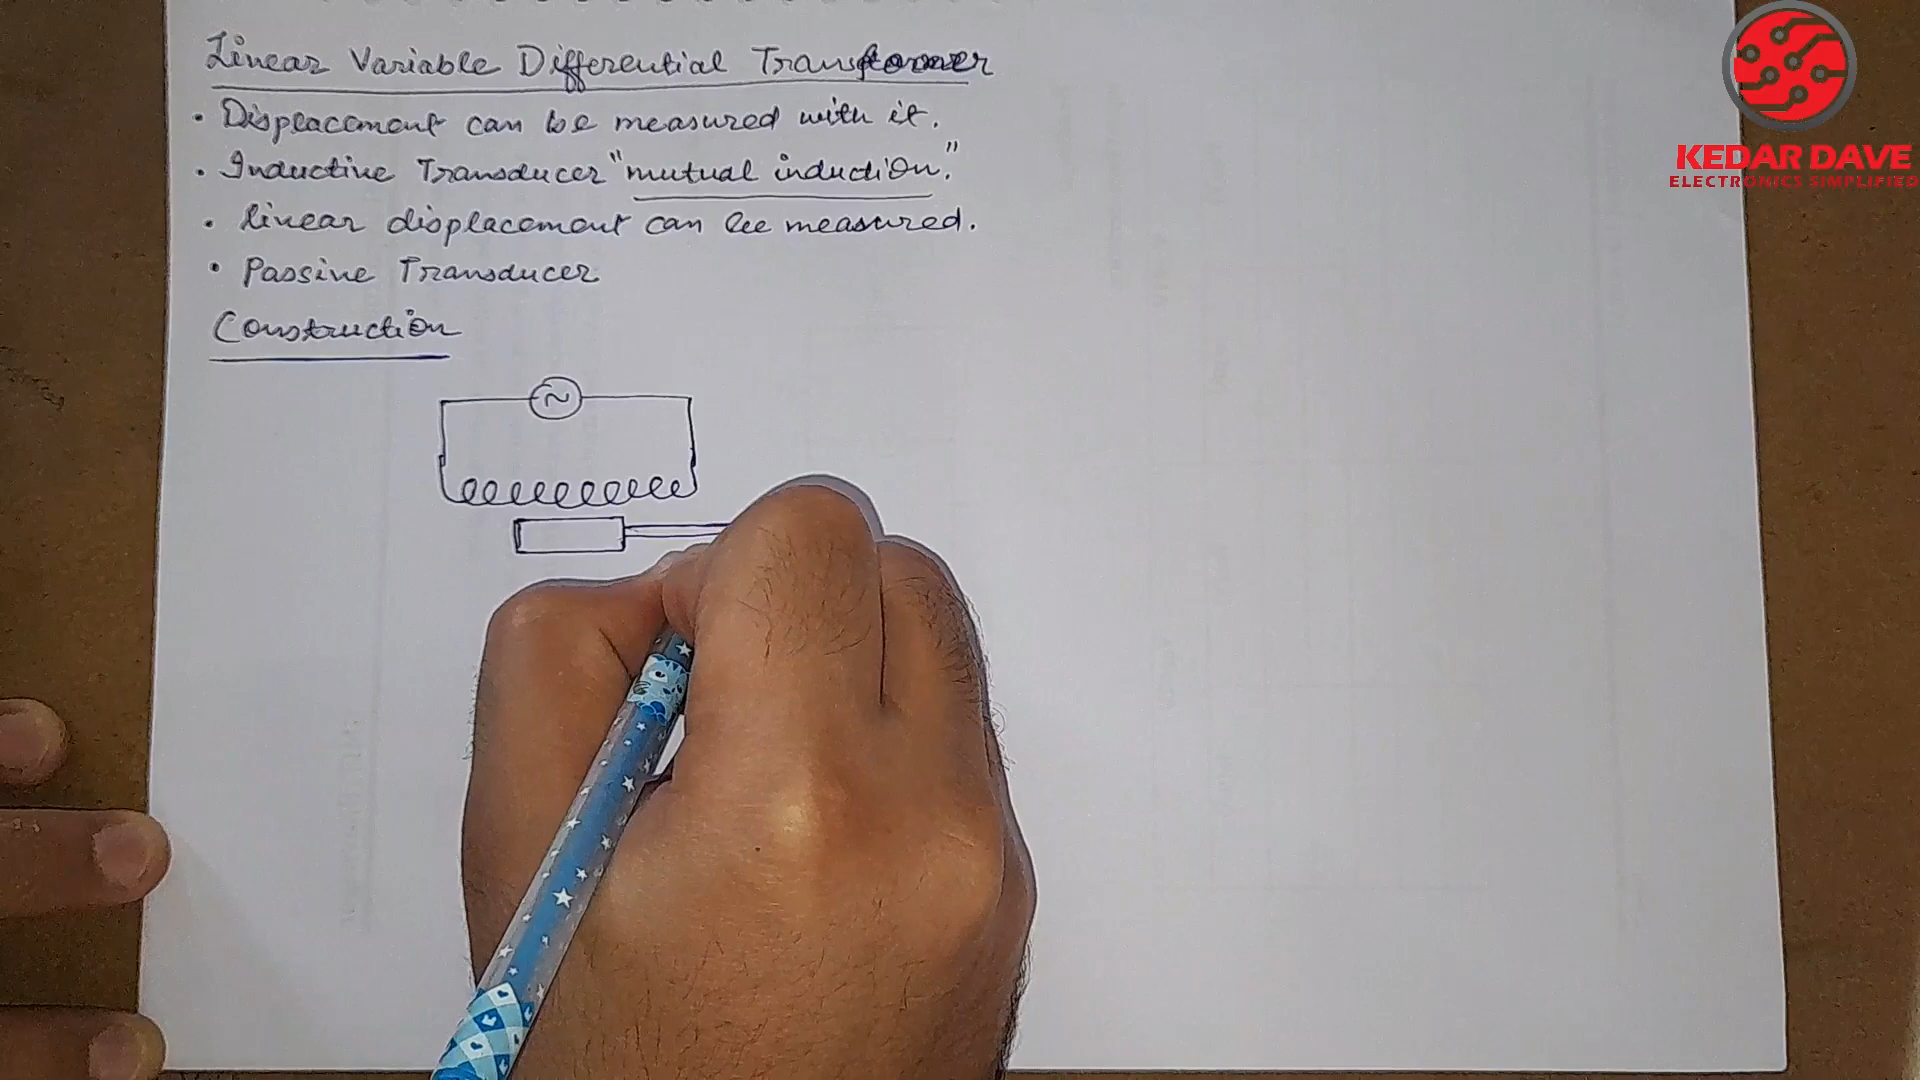 Linear Variable Differential Transformer
• Displacement can be measured with it.
• Inductive Transducer "mutual induction."
• linear displacement can be measured.
• Passive Transducer
Construction
~
KEDAR DAVE
ELECTRONICS SIMPLIFIED